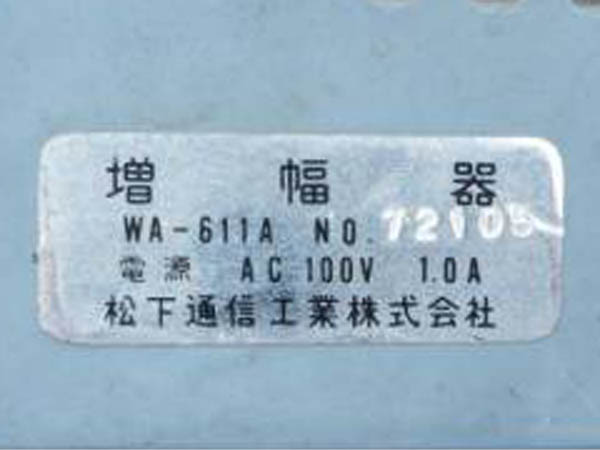 増幅器
WA-611A NO. 72105
電源 AC 100V 1.0A
松下通信工業株式会社